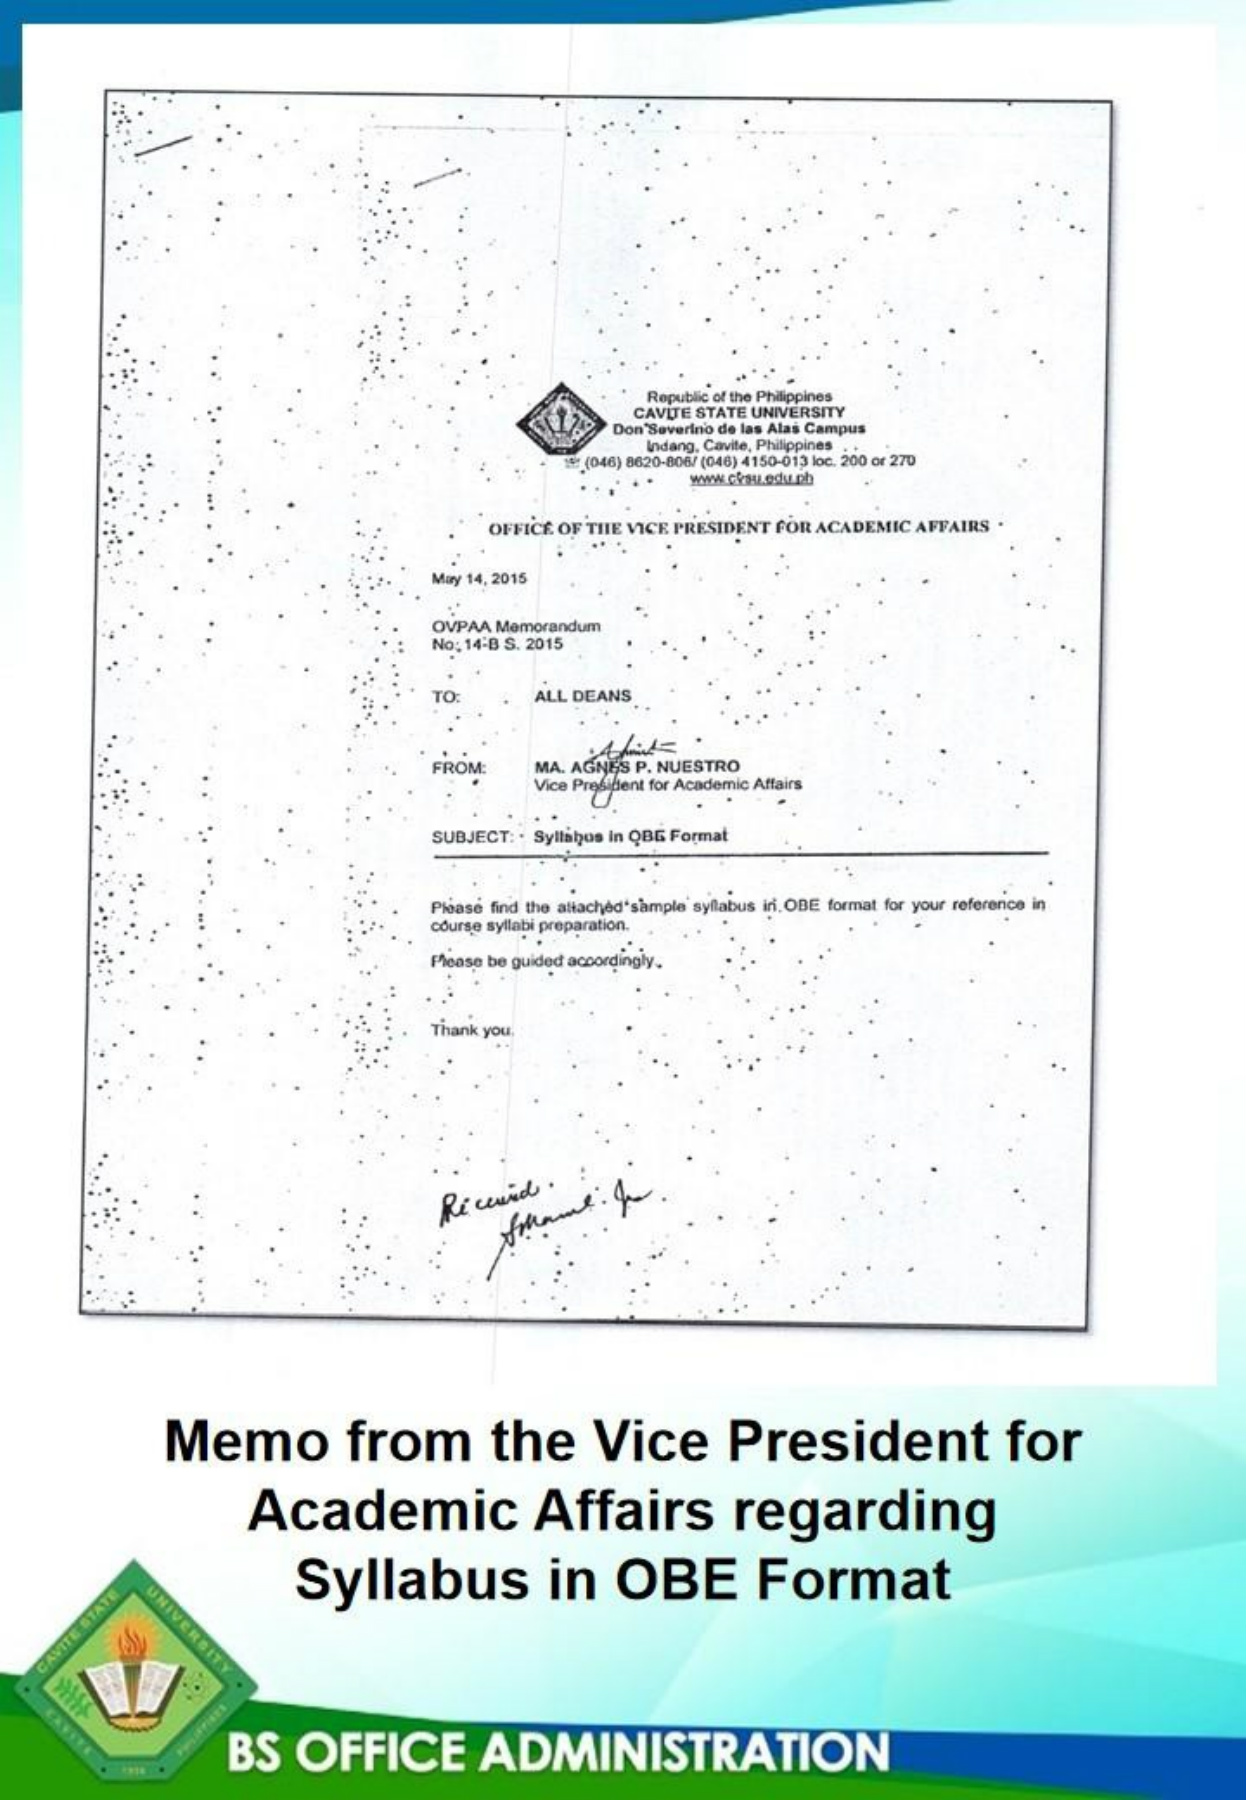 Republic of the Philippines
CAVITE STATE UNIVERSITY
Don Severino de las Alas Campus
Indang, Cavite, Philippines
(046) 8620-806/ (046) 4150-013 loc. 200 or 270
www.cvsu.edu.ph
OFFICE OF THE VICE PRESIDENT FOR ACADEMIC AFFAIRS
May 14, 2015
OVPAA Memorandum
No. 14-B S. 2015
TO: ALL DEANS
FROM: MA. AGNES P. NUESTRO
Vice President for Academic Affairs
SUBJECT: Syllabus in OBE Format
Please find the attached sample syllabus in OBE format for your reference in
course syllabi preparation.
Please be guided accordingly.
Thank you.
Received.
Memo from the Vice President for
Academic Affairs regarding
Syllabus in OBE Format
CAVITE STATE UNIVERSITY
CAVITE PHILIPPINES
1906
BS OFFICE ADMINISTRATION